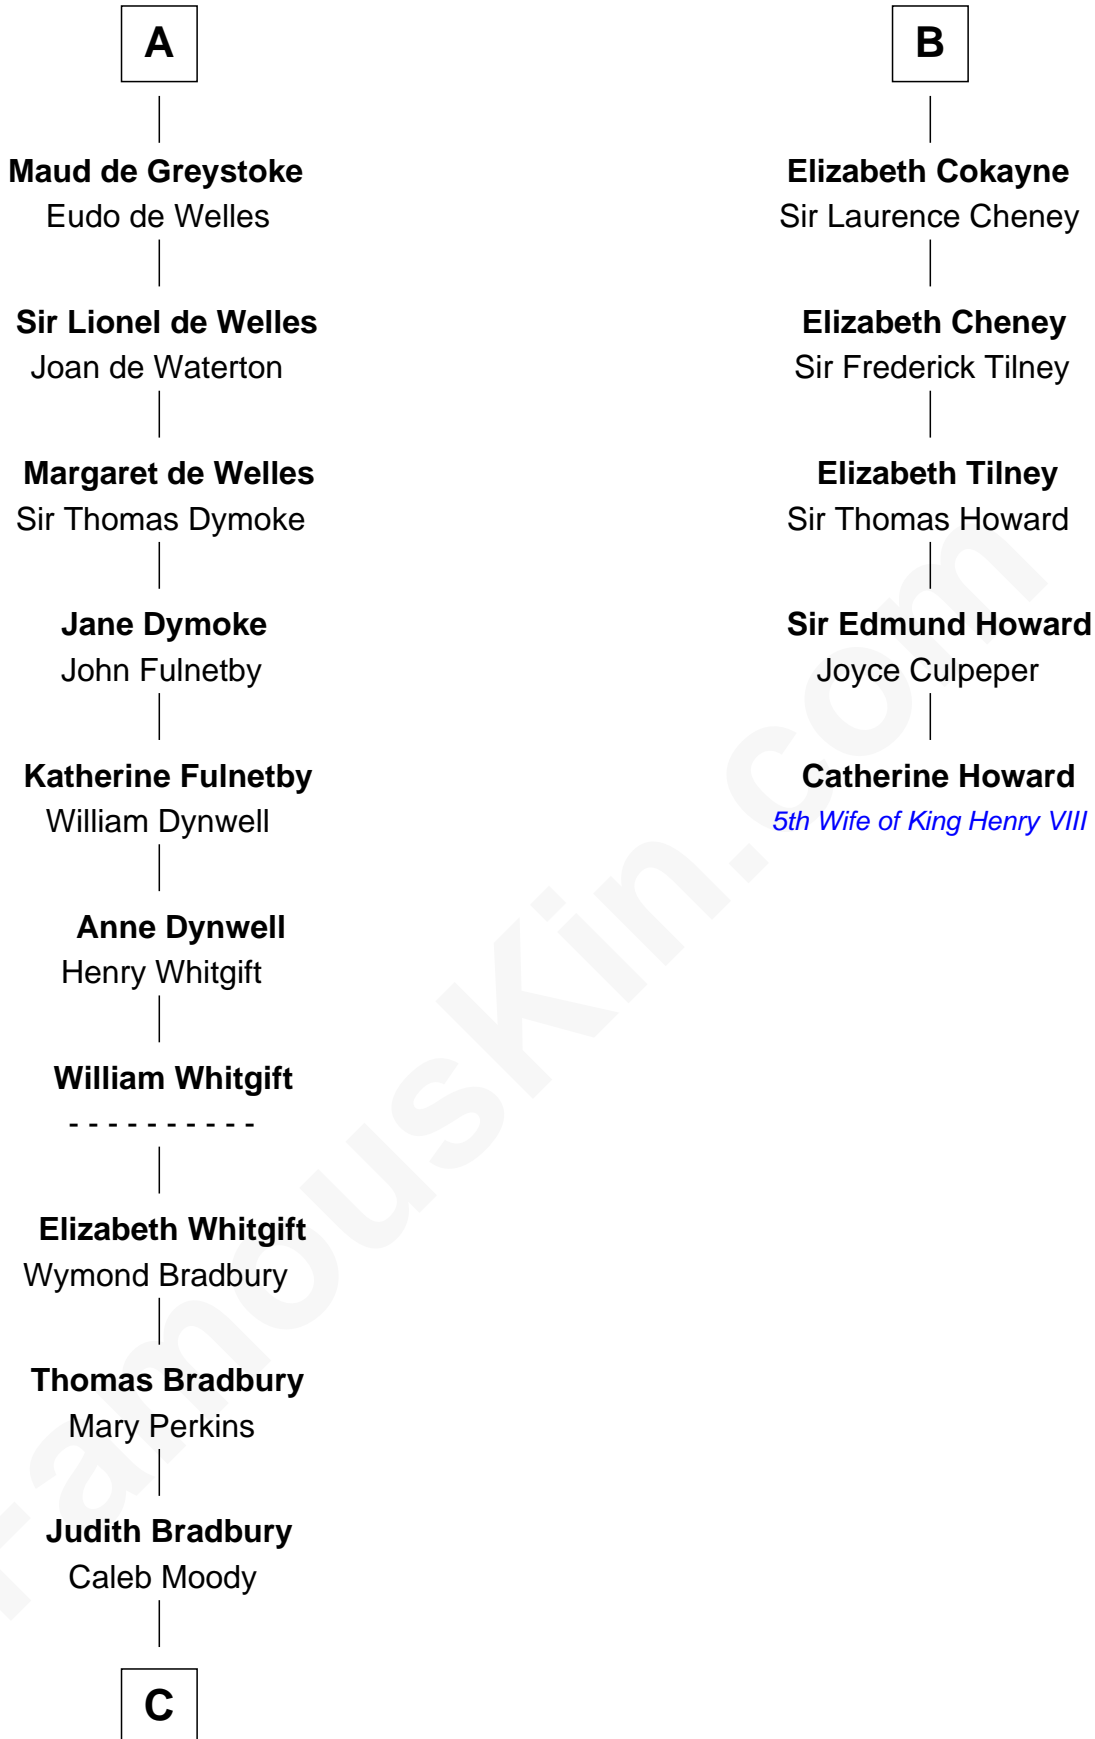 A
Maud de Greystoke
Eudo de Welles
Sir Lionel de Welles
Joan de Waterton
Margaret de Welles
Sir Thomas Dymoke
Jane Dymoke
John Fulnetby
Katherine Fulnetby
William Dynwell
Anne Dynwell
Henry Whitgift
William Whitgift
- - - - - - - - - -
Elizabeth Whitgift
Wymond Bradbury
Thomas Bradbury
Mary Perkins
Judith Bradbury
Caleb Moody
C
B
Elizabeth Cokayne
Sir Laurence Cheney
Elizabeth Cheney
Sir Frederick Tilney
Elizabeth Tilney
Sir Thomas Howard
Sir Edmund Howard
Joyce Culpeper
Catherine Howard
5th Wife of King Henry VIII
FamousKin.com